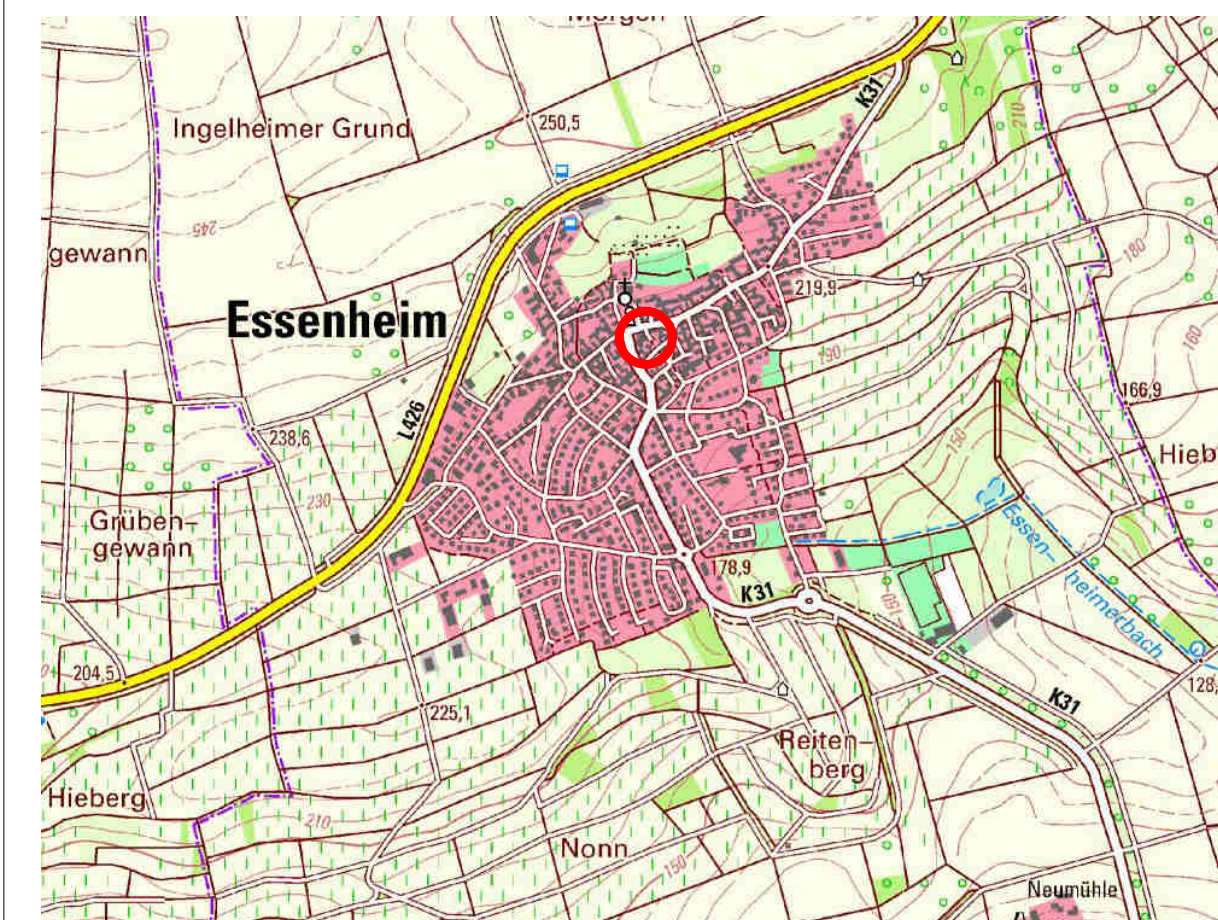 Morgen
K31
Ingelheimer Grund
250,5
210
245
gewann
180
219,9
Essenheim
160
190
166,9
L426
238,6
150
Hieb
230
Grüben-
gewann
Essen-
heimerbach
178,9
K31
150
204,5
128,
K31
225,1
Reiten-
berg
Hieberg
210
Nonn
150
Neumühle